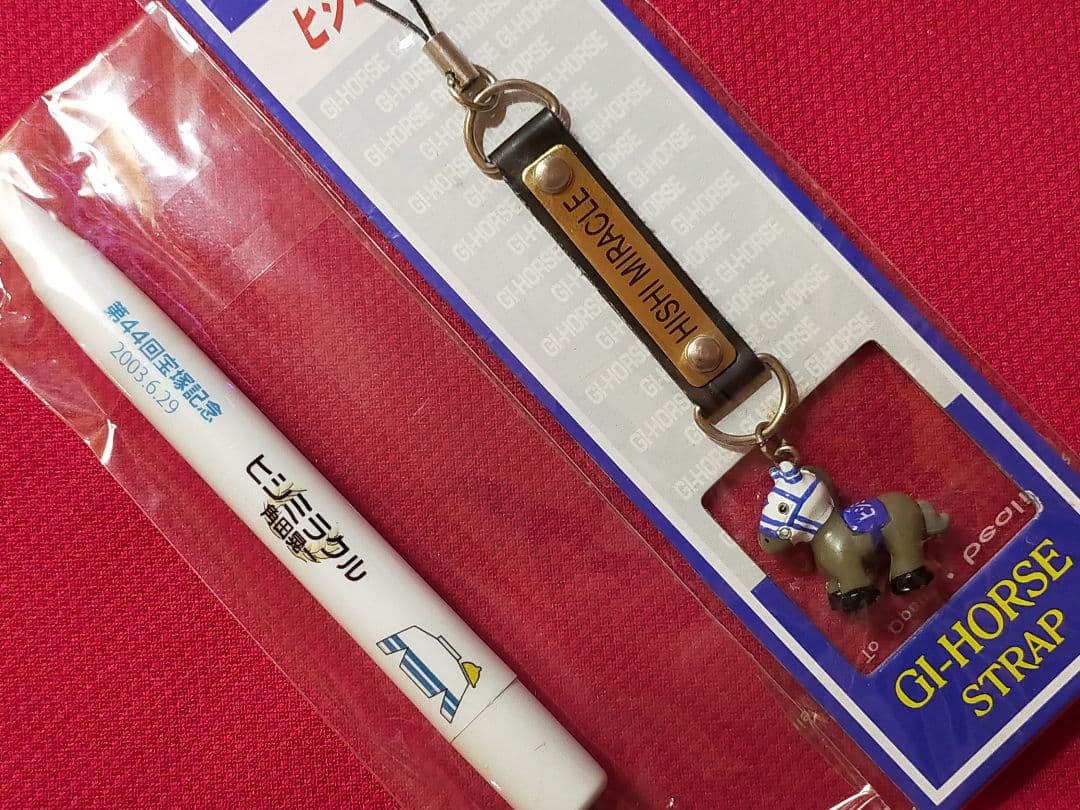 第44回宝塚記念
2003.6.29
ヒシミラクル
角田晃一
HISHI MIRACLE
GI-HORSE
STRAP